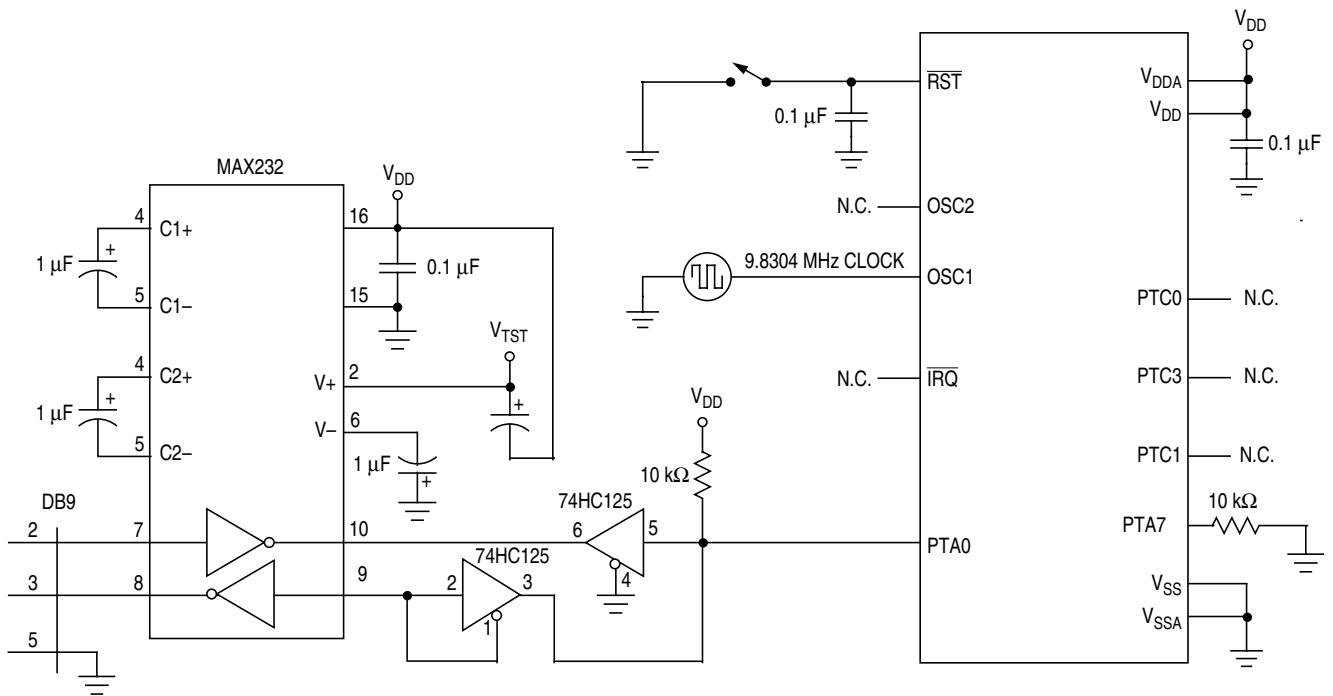 V_DD
RST
V_DDA
V_DD
0.1 µF
0.1 µF
MAX232
V_DD
N.C.
OSC2
4
16
C1+
+
1 µF
0.1 µF
9.8304 MHz CLOCK
OSC1
5
15
C1–
PTC0
N.C.
V_TST
4
2
C2+
V+
N.C.
IRQ
PTC3
N.C.
+
1 µF
+
6
V–
V_DD
5
C2–
PTC1
N.C.
1 µF
+
10 kΩ
DB9
74HC125
10 kΩ
PTA7
2
7
10
6
5
PTA0
74HC125
4
3
8
9
2
3
1
V_SS
V_SSA
5